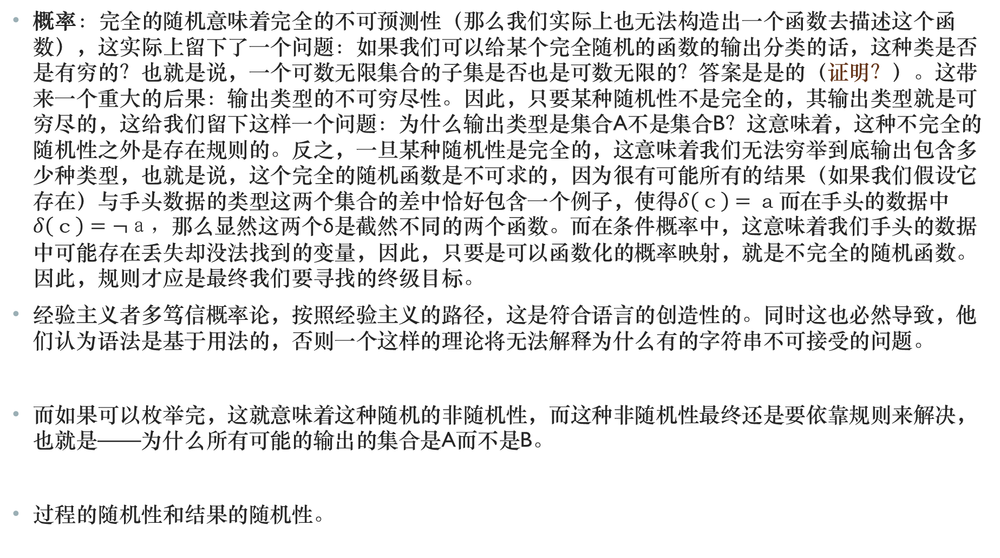 • 概率：完全的随机意味着完全的不可预测性（那么我们实际上也无法构造出一个函数去描述这个函
数），这实际上留下了一个问题：如果我们可以给某个完全随机的函数的输出分类的话，这种类是否
是有穷的？也就是说，一个可数无限集合的子集是否也是可数无限的？答案是是的（证明？）。这带
来一个重大的后果：输出类型的不可穷尽性。因此，只要某种随机性不是完全的，其输出类型就是可
穷尽的，这给我们留下这样一个问题：为什么输出类型是集合A不是集合B？这意味着，这种不完全的
随机性之外是存在规则的。反之，一旦某种随机性是完全的，这意味着我们无法穷举到底输出包含多
少种类型，也就是说，这个完全的随机函数是不可求的，因为很有可能所有的结果（如果我们假设它
存在）与手头数据的类型这两个集合的差中恰好包含一个例子，使得δ(ｃ)＝ ａ而在手头的数据中
δ(ｃ)＝¬ａ，那么显然这两个δ是截然不同的两个函数。而在条件概率中，这意味着我们手头的数据
中可能存在丢失却没法找到的变量，因此，只要是可以函数化的概率映射，就是不完全的随机函数。
因此，规则才应是最终我们要寻找的终级目标。
• 经验主义者多笃信概率论，按照经验主义的路径，这是符合语言的创造性的。同时这也必然导致，他
们认为语法是基于用法的，否则一个这样的理论将无法解释为什么有的字符串不可接受的问题。
• 而如果可以枚举完，这就意味着这种随机的非随机性，而这种非随机性最终还是要依靠规则来解决，
也就是——为什么所有可能的输出的集合是A而不是B。
• 过程的随机性和结果的随机性。